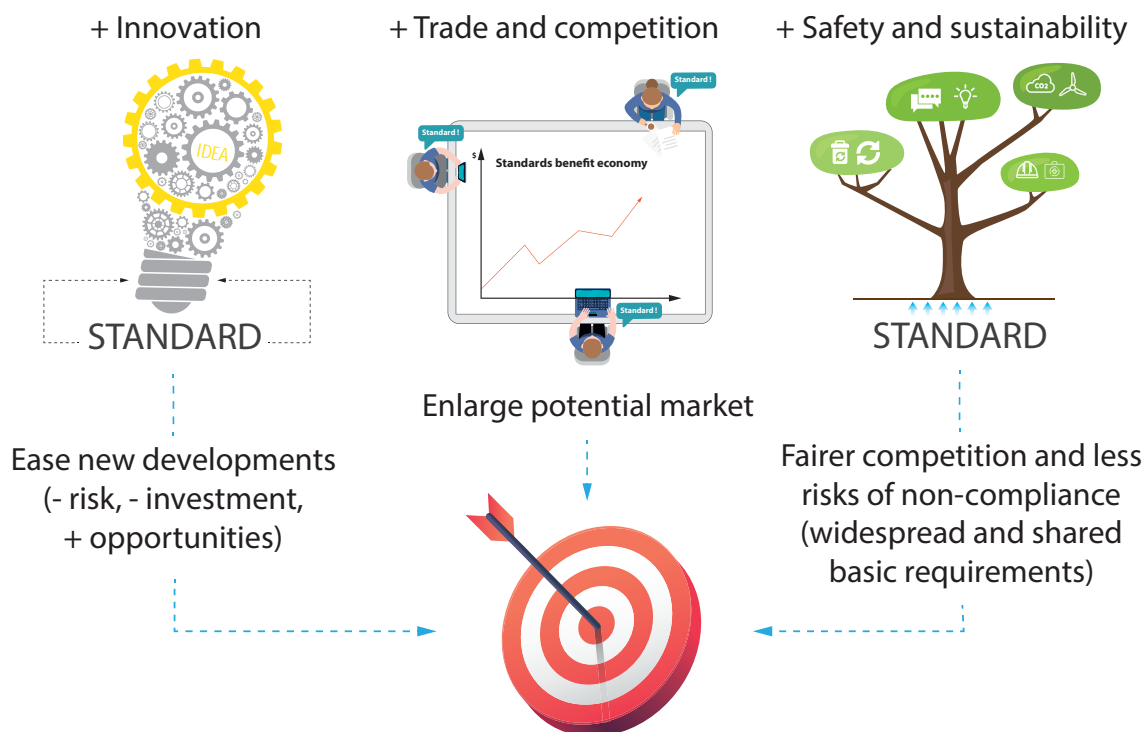 + Innovation
+ Trade and competition
+ Safety and sustainability
IDEA
Standard !
Standard !
$
Standards benefit economy
CO2
Standard !
STANDARD
STANDARD
Enlarge potential market
Ease new developments
(- risk, - investment,
+ opportunities)
Fairer competition and less
risks of non-compliance
(widespread and shared
basic requirements)